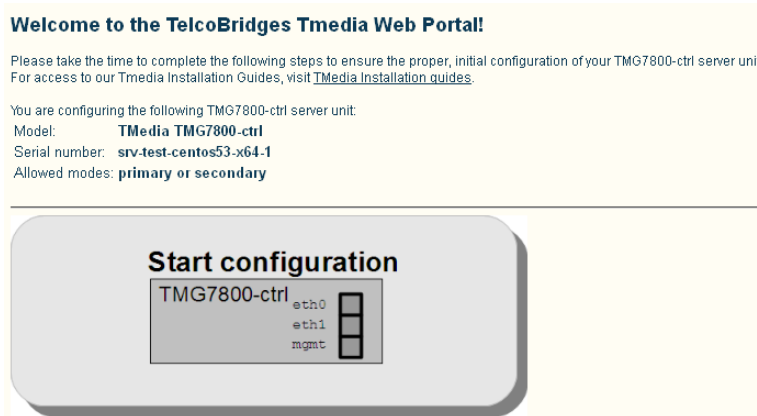 Welcome to the TelcoBridges Tmedia Web Portal!
Please take the time to complete the following steps to ensure the proper, initial configuration of your TMG7800-ctrl server
For access to our Tmedia Installation Guides, visit TMedia Installation guides.
You are configuring the following TMG7800-ctrl server unit:
Model: TMedia TMG7800-ctrl
Serial number: srv-test-centos53-x64-1
Allowed modes: primary or secondary
Start configuration
TMG7800-ctrl
eth0
eth1
mgmt